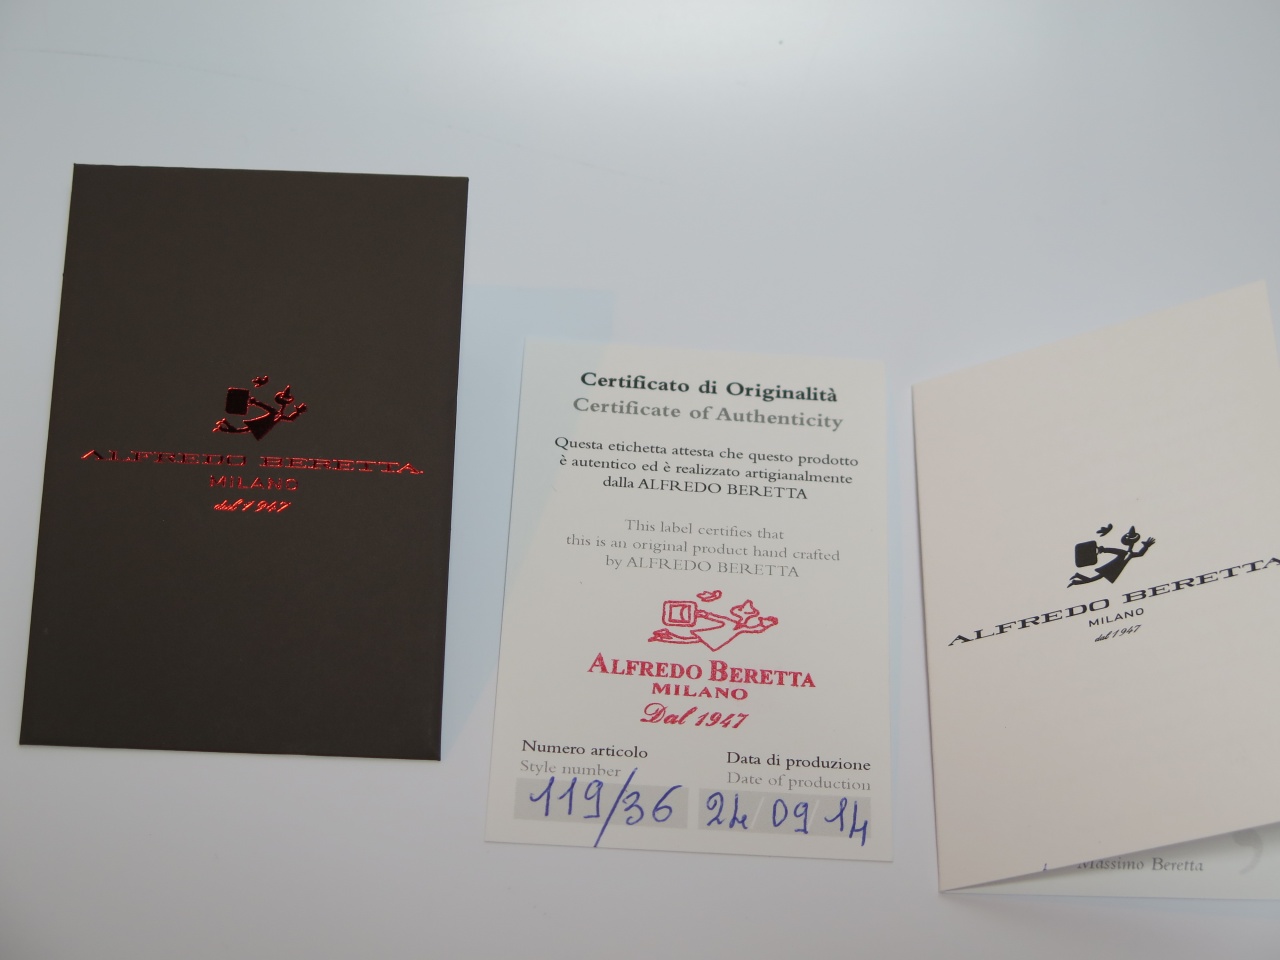 ALFREDO BERETTA
MILANO
dal 1947
Certificato di Originalità
Certificate of Authenticity
Questa etichetta attesta che questo prodotto
è autentico ed è realizzato artigianalmente
dalla ALFREDO BERETTA
This label certifies that
this is an original product hand crafted
by ALFREDO BERETTA
ALFREDO BERETTA
MILANO
Dal 1947
Numero articolo
Style number
119/36
Data di produzione
Date of production
24 09 14
ALFREDO BERETTA
MILANO
dal 1947
Massimo Beretta